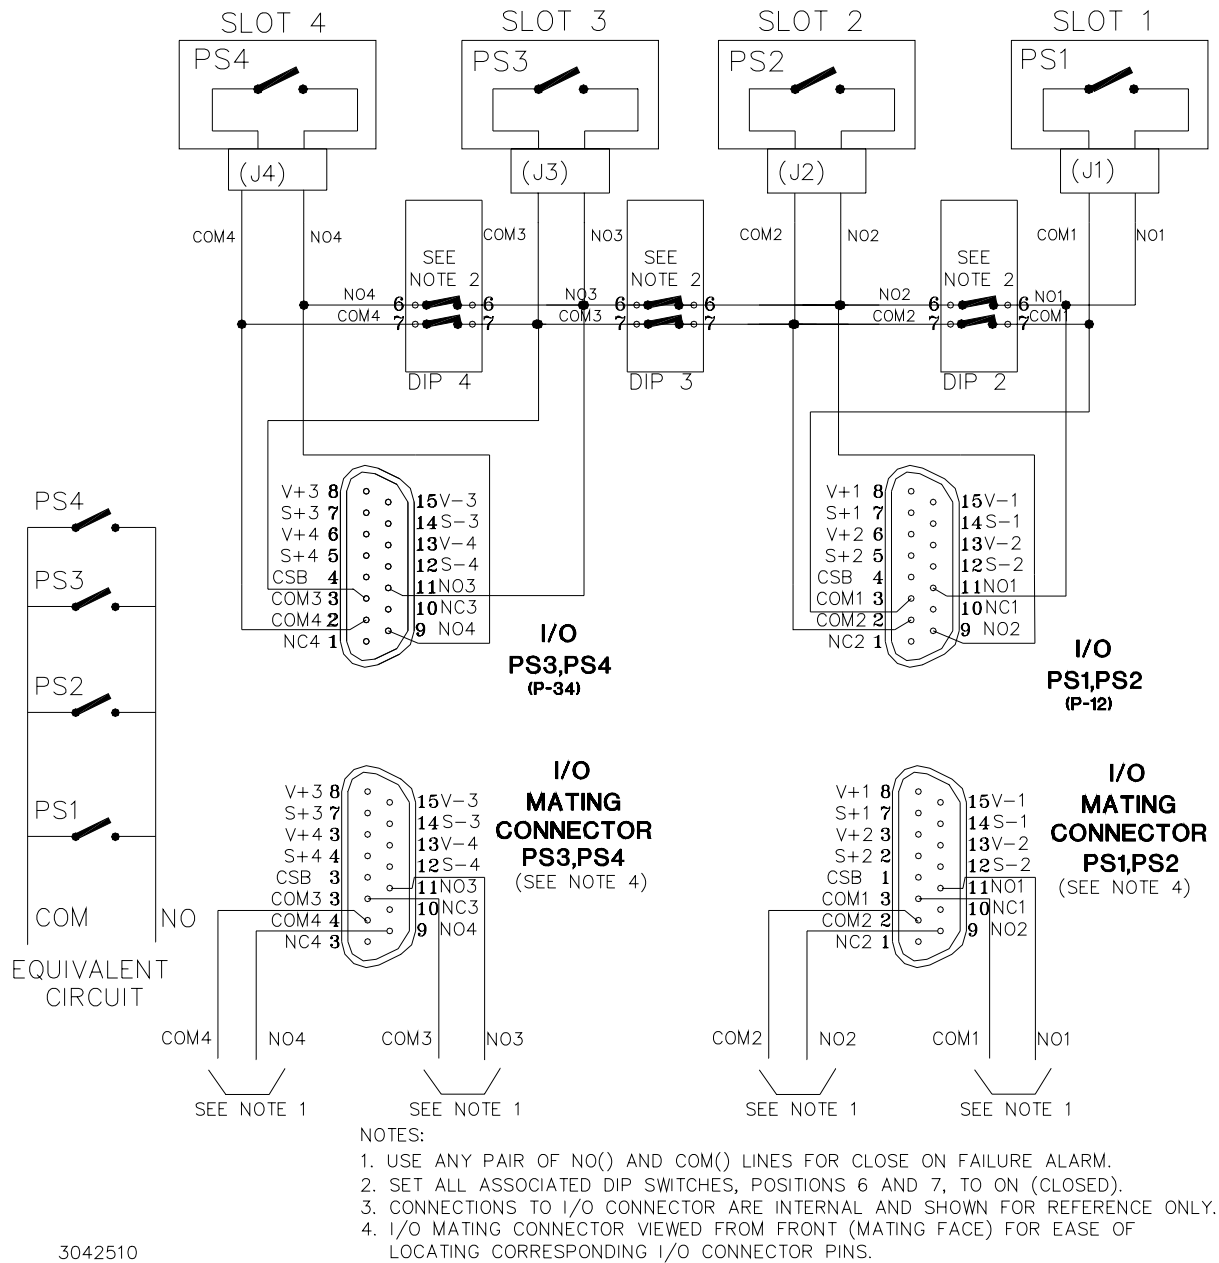 SLOT 4 SLOT 3 SLOT 2 SLOT 1
PS4 PS3 PS2 PS1
(J4) (J3) (J2) (J1)
COM4 NO4 COM3 NO3 COM2 NO2 COM1 NO1
SEE SEE SEE
NOTE 2 NOTE 2 NOTE 2
NO4 6 6 NO3 6 6 NO2 6 6 NO1
COM4 7 7 COM3 7 7 COM2 7 7 COM1
DIP 4 DIP 3 DIP 2
V+3 8
S+3 7
V+4 6
S+4 5
CSB 4
COM3 3
COM4 2
NC4 1
15 V-3
14 S-3
13 V-4
12 S-4
11 NO3
10 NC3
9 NO4
I/O
PS3,PS4
(P-34)
V+1 8
S+1 7
V+2 6
S+2 5
CSB 4
COM1 3
COM2 2
NC2 1
15 V-1
14 S-1
13 V-2
12 S-2
11 NO1
10 NC1
9 NO2
I/O
PS1,PS2
(P-12)
PS4
PS3
PS2
PS1
COM NO
EQUIVALENT
CIRCUIT
V+3 8
S+3 7
V+4 3
S+4 4
CSB 3
COM3 3
COM4 4
NC4 3
15 V-3
14 S-3
13 V-4
12 S-4
11 NO3
10 NC3
9 NO4
I/O
MATING
CONNECTOR
PS3,PS4
(SEE NOTE 4)
V+1 8
S+1 7
V+2 3
S+2 2
CSB 1
COM1 3
COM2 2
NC2 1
15 V-1
14 S-1
13 V-2
12 S-2
11 NO1
10 NC1
9 NO2
I/O
MATING
CONNECTOR
PS1,PS2
(SEE NOTE 4)
COM4 NO4 COM3 NO3 COM2 NO2 COM1 NO1
SEE NOTE 1 SEE NOTE 1 SEE NOTE 1 SEE NOTE 1
NOTES:
1. USE ANY PAIR OF NO() AND COM() LINES FOR CLOSE ON FAILURE ALARM.
2. SET ALL ASSOCIATED DIP SWITCHES, POSITIONS 6 AND 7, TO ON (CLOSED).
3. CONNECTIONS TO I/O CONNECTOR ARE INTERNAL AND SHOWN FOR REFERENCE ONLY.
4. I/O MATING CONNECTOR VIEWED FROM FRONT (MATING FACE) FOR EASE OF
LOCATING CORRESPONDING I/O CONNECTOR PINS.
3042510